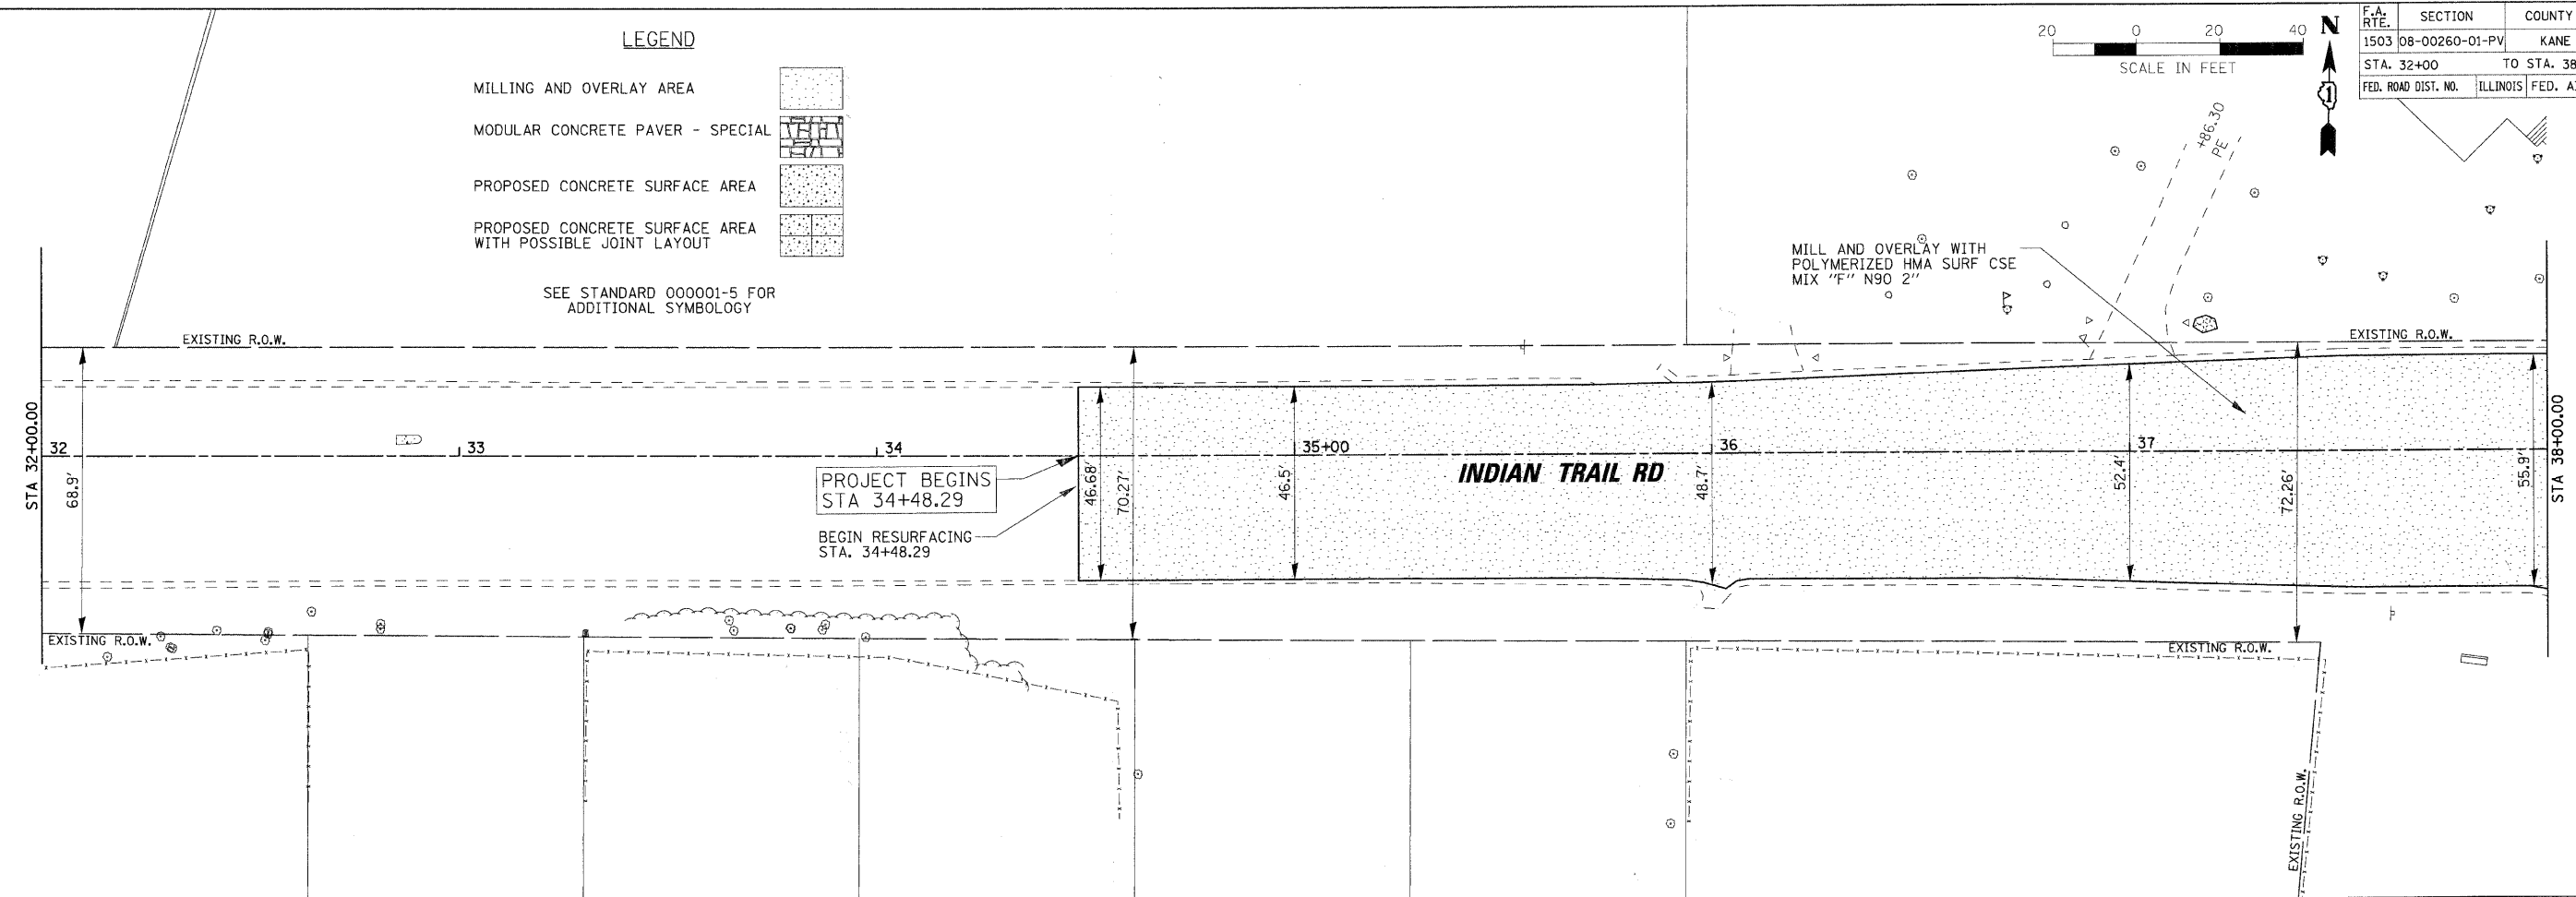 LEGEND
MILLING AND OVERLAY AREA
MODULAR CONCRETE PAVER - SPECIAL
PROPOSED CONCRETE SURFACE AREA
PROPOSED CONCRETE SURFACE AREA
WITH POSSIBLE JOINT LAYOUT
SEE STANDARD 000001-5 FOR
ADDITIONAL SYMBOLOGY
20 0 20 40
SCALE IN FEET
N
1
F.A. RTE. SECTION COUNTY
1503 08-00260-01-PV KANE
STA. 32+00 TO STA. 38
FED. ROAD DIST. NO. ILLINOIS FED. A
+86.30
PE
MILL AND OVERLAY WITH
POLYMERIZED HMA SURF CSE
MIX "F" N90 2"
EXISTING R.O.W.
EXISTING R.O.W.
STA 32+00.00
32
33
34
35+00
36
37
STA 38+00.00
68.9'
46.68'
70.27'
46.5'
48.7'
52.4'
72.26'
55.9'
INDIAN TRAIL RD
PROJECT BEGINS
STA 34+48.29
BEGIN RESURFACING
STA. 34+48.29
EXISTING R.O.W.
EXISTING R.O.W.
EXISTING R.O.W.